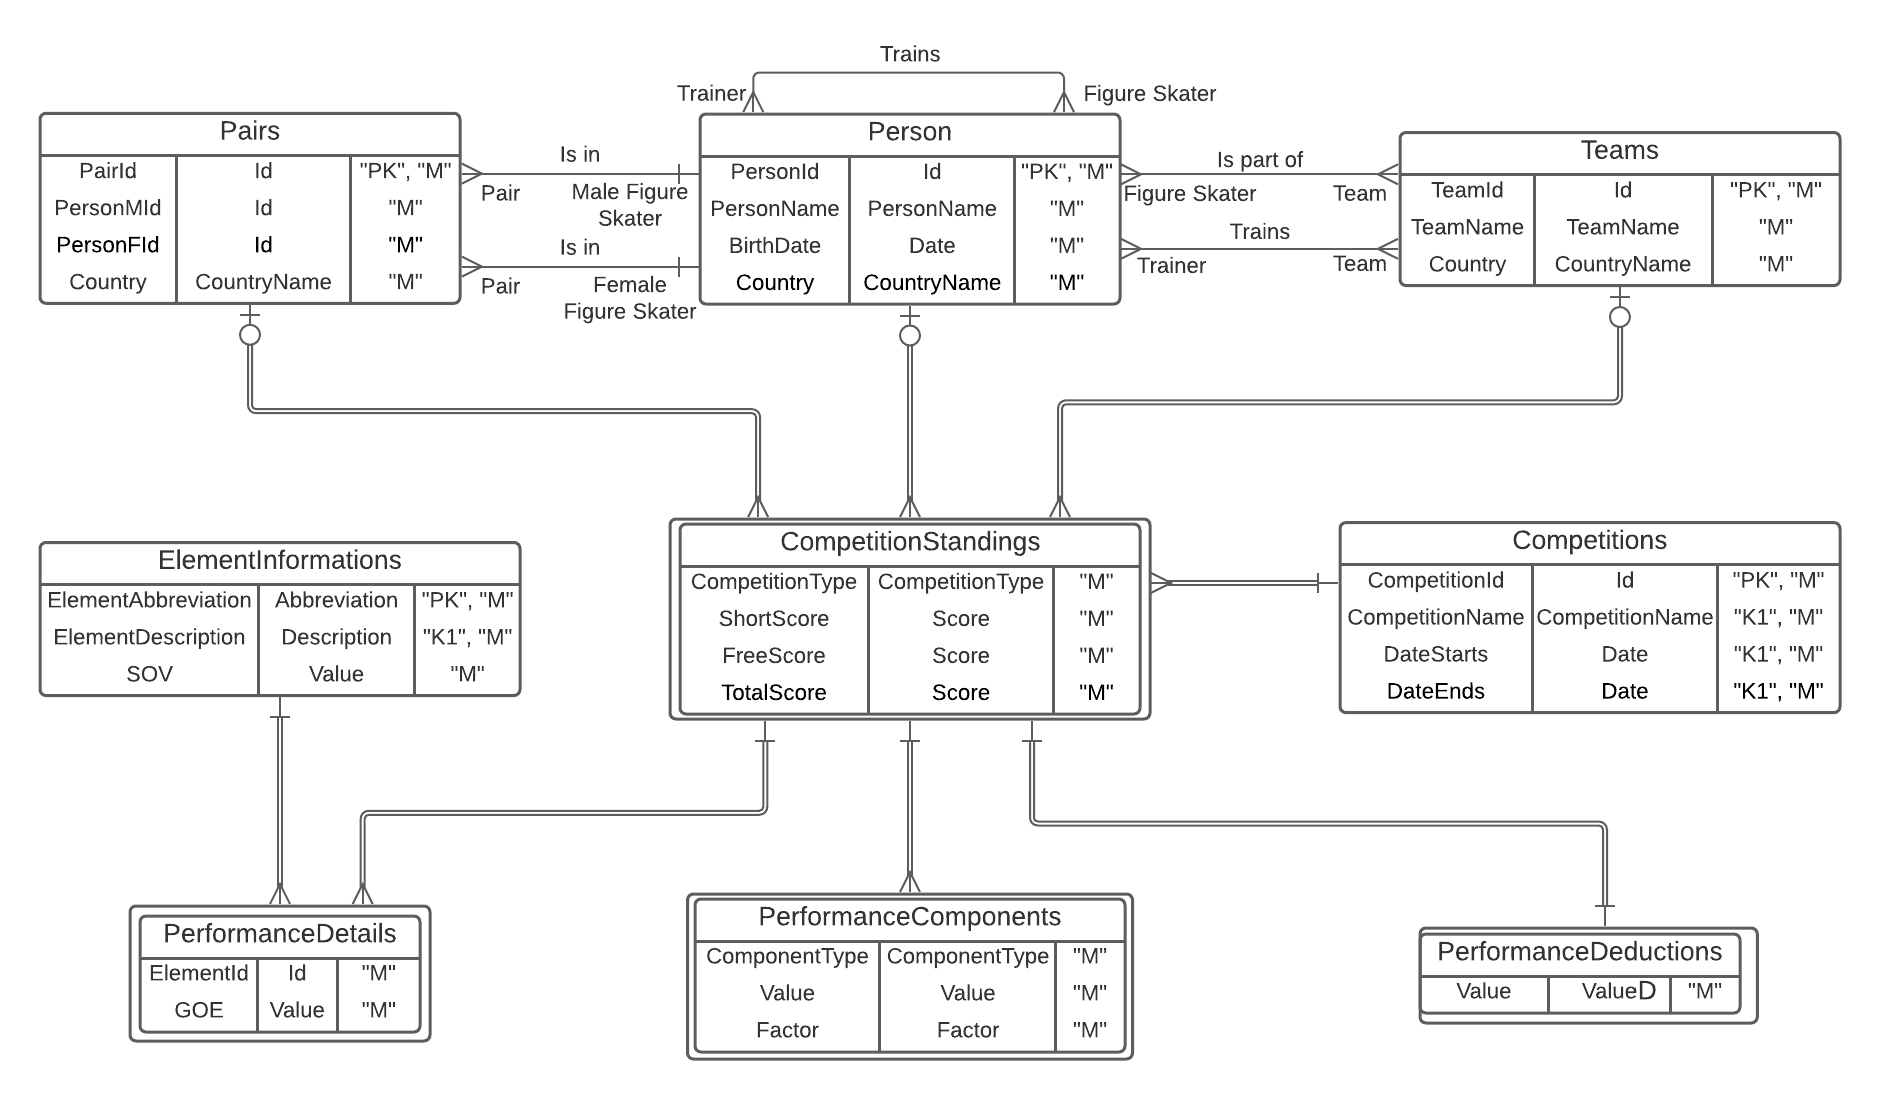 Trains
Trainer
Figure Skater
Pairs
PairId Id "PK", "M"
PersonMId Id "M"
PersonFId Id "M"
Country CountryName "M"
Is in
Pair
Male Figure
Skater
Is in
Pair
Female
Figure Skater
Person
PersonId Id "PK", "M"
PersonName PersonName "M"
BirthDate Date "M"
Country CountryName "M"
Is part of
Figure Skater
Team
Trains
Trainer
Team
Teams
TeamId Id "PK", "M"
TeamName TeamName "M"
Country CountryName "M"
ElementInformations
ElementAbbreviation Abbreviation "PK", "M"
ElementDescription Description "K1", "M"
SOV Value "M"
CompetitionStandings
CompetitionType CompetitionType "M"
ShortScore Score "M"
FreeScore Score "M"
TotalScore Score "M"
Competitions
CompetitionId Id "PK", "M"
CompetitionName CompetitionName "K1", "M"
DateStarts Date "K1", "M"
DateEnds Date "K1", "M"
PerformanceDetails
ElementId Id "M"
GOE Value "M"
PerformanceComponents
ComponentType ComponentType "M"
Value Value "M"
Factor Factor "M"
PerformanceDeductions
Value ValueD "M"